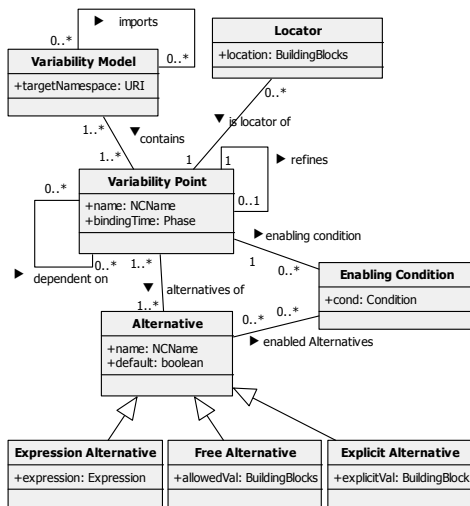 ▶ imports
Locator
0..*
+location: BuildingBlocks
Variability Model
0..*
+targetNamespace: URI
0..*
1..*
▼ contains
▼ is locator of
1..*
1
1
▶ refines
Variability Point
0..*
+name: NCName
0..1
+bindingTime: Phase
▶ enabling condition
0..*
1..*
1
0..*
▶ dependent on
Enabling Condition
▼ alternatives of
+cond: Condition
1..*
0..*
0..*
Alternative
▶ enabled Alternatives
+name: NCName
+default: boolean
Expression Alternative
Free Alternative
Explicit Alternative
+expression: Expression
+allowedVal: BuildingBlocks
+explicitVal: BuildingBlock